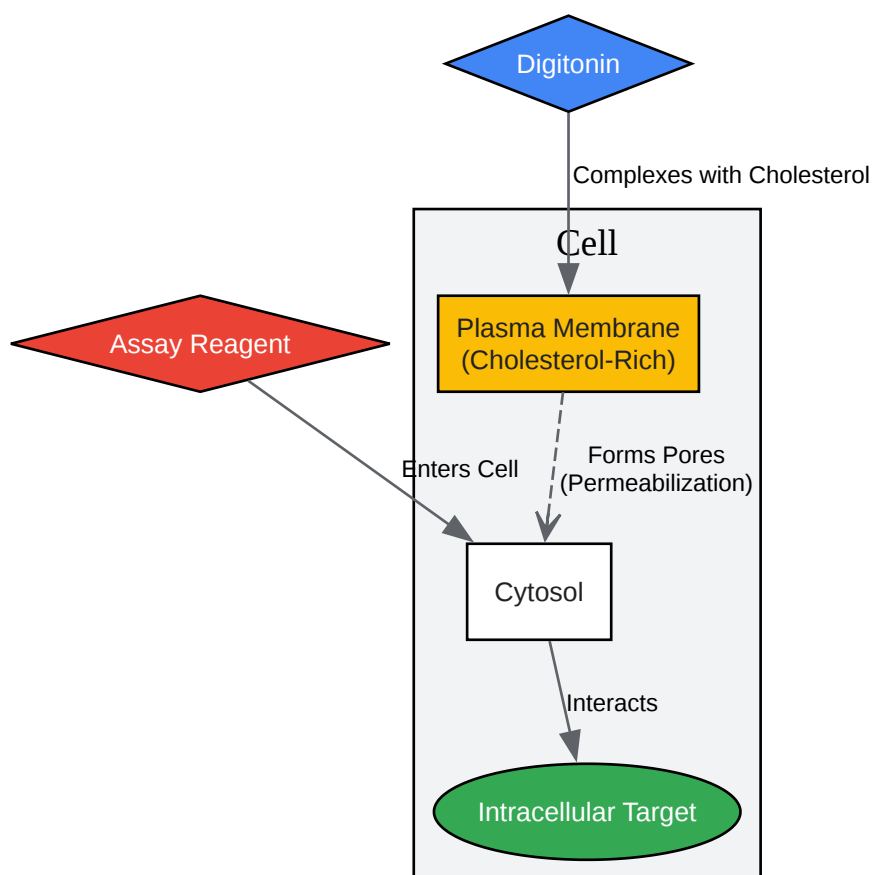 Digitonin
Complexes with Cholesterol
Cell
Plasma Membrane
(Cholesterol-Rich)
Assay Reagent
Enters Cell
Forms Pores
(Permeabilization)
Cytosol
Interacts
Intracellular Target